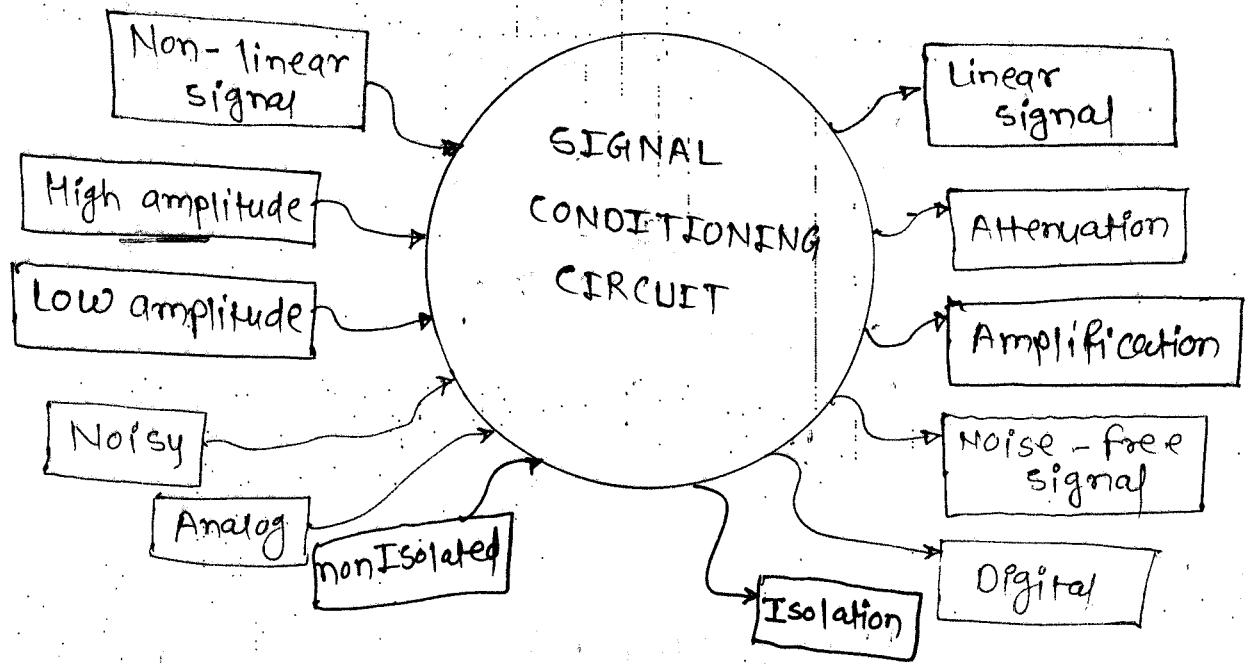 Non-linear
signal
High amplitude
Low amplitude
Noisy
Analog
nonIsolated
SIGNAL
CONDITIONING
CIRCUIT
Linear
signal
Attenuation
Amplification
Noise-free
signal
Digital
Isolation